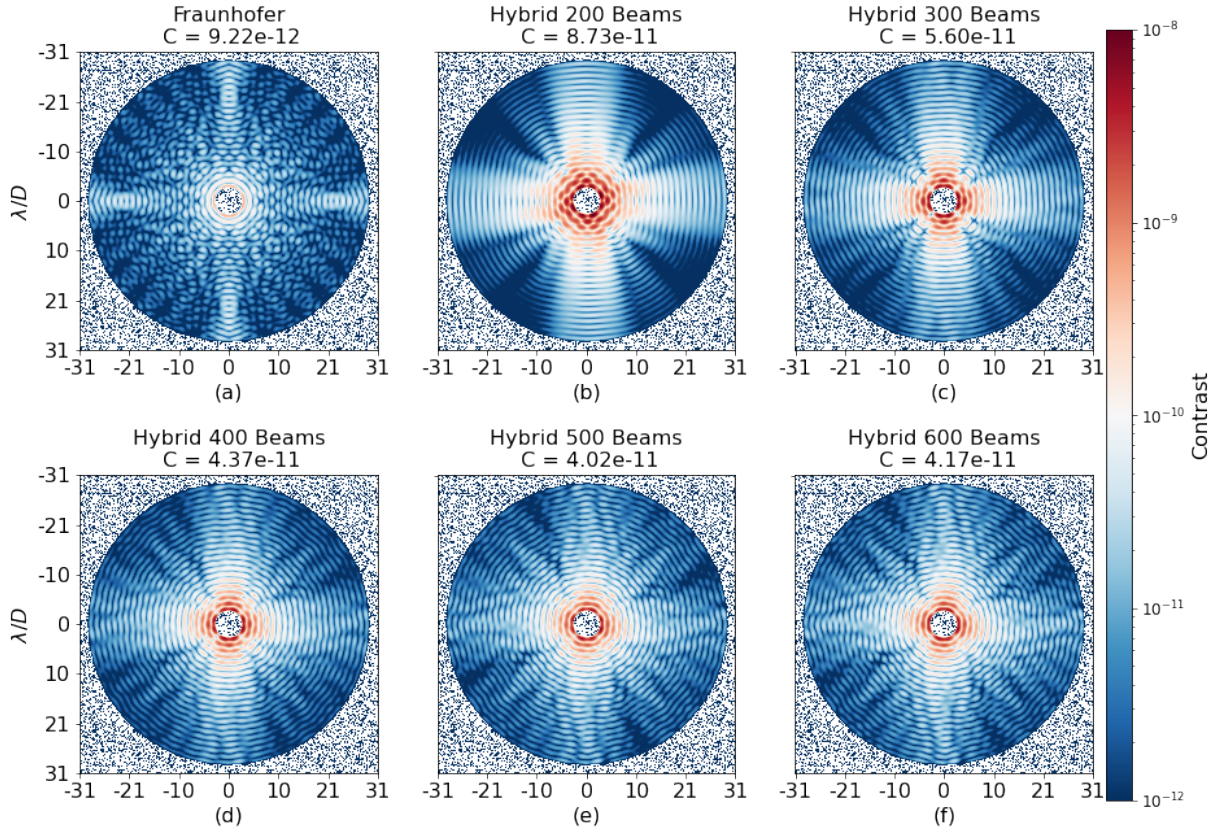 Fraunhofer
C = 9.22e-12
Hybrid 200 Beams
C = 8.73e-11
Hybrid 300 Beams
C = 5.60e-11
-31
-21
-10
0
10
21
31
λ/D
-31 -21 -10 0 10 21 31
-31 -21 -10 0 10 21 31
-31 -21 -10 0 10 21 31
(a)
(b)
(c)
Hybrid 400 Beams
C = 4.37e-11
Hybrid 500 Beams
C = 4.02e-11
Hybrid 600 Beams
C = 4.17e-11
-31
-21
-10
0
10
21
31
λ/D
-31 -21 -10 0 10 21 31
-31 -21 -10 0 10 21 31
-31 -21 -10 0 10 21 31
(d)
(e)
(f)
10⁻⁸
10⁻⁹
10⁻¹⁰
10⁻¹¹
10⁻¹²
Contrast